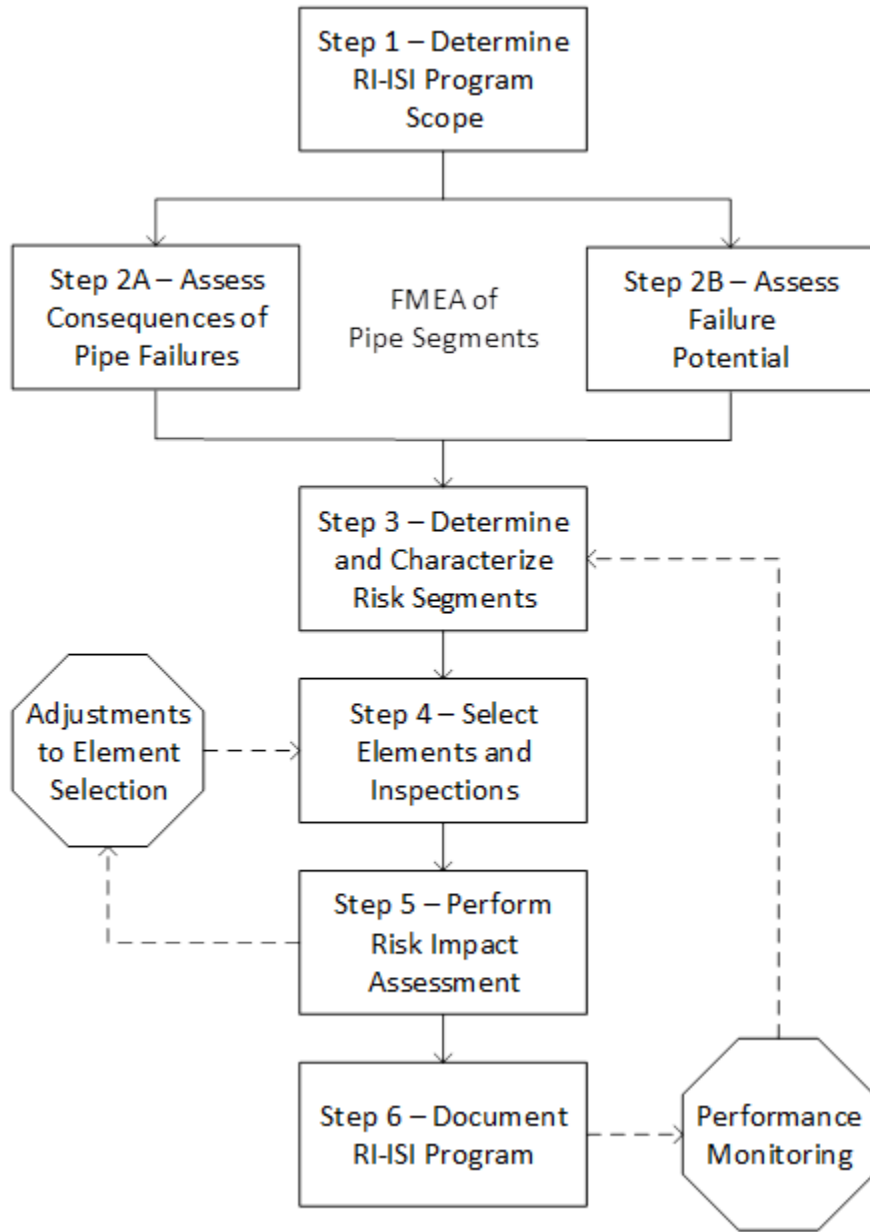 Step 1 – Determine
RI-ISI Program
Scope
Step 2A – Assess
Consequences of
Pipe Failures
FMEA of
Pipe Segments
Step 2B – Assess
Failure
Potential
Step 3 – Determine
and Characterize
Risk Segments
Adjustments
to Element
Selection
Step 4 – Select
Elements and
Inspections
Step 5 – Perform
Risk Impact
Assessment
Step 6 – Document
RI-ISI Program
Performance
Monitoring